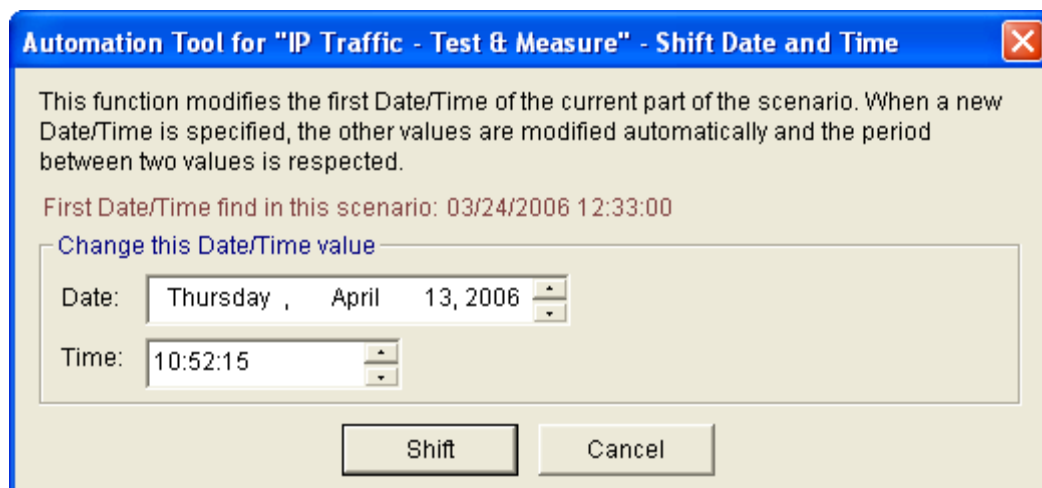 Automation Tool for "IP Traffic - Test & Measure" - Shift Date and Time
This function modifies the first Date/Time of the current part of the scenario. When a new
Date/Time is specified, the other values are modified automatically and the period
between two values is respected.
First Date/Time find in this scenario: 03/24/2006 12:33:00
Change this Date/Time value
Date: Thursday , April 13, 2006
Time: 10:52:15
Shift Cancel